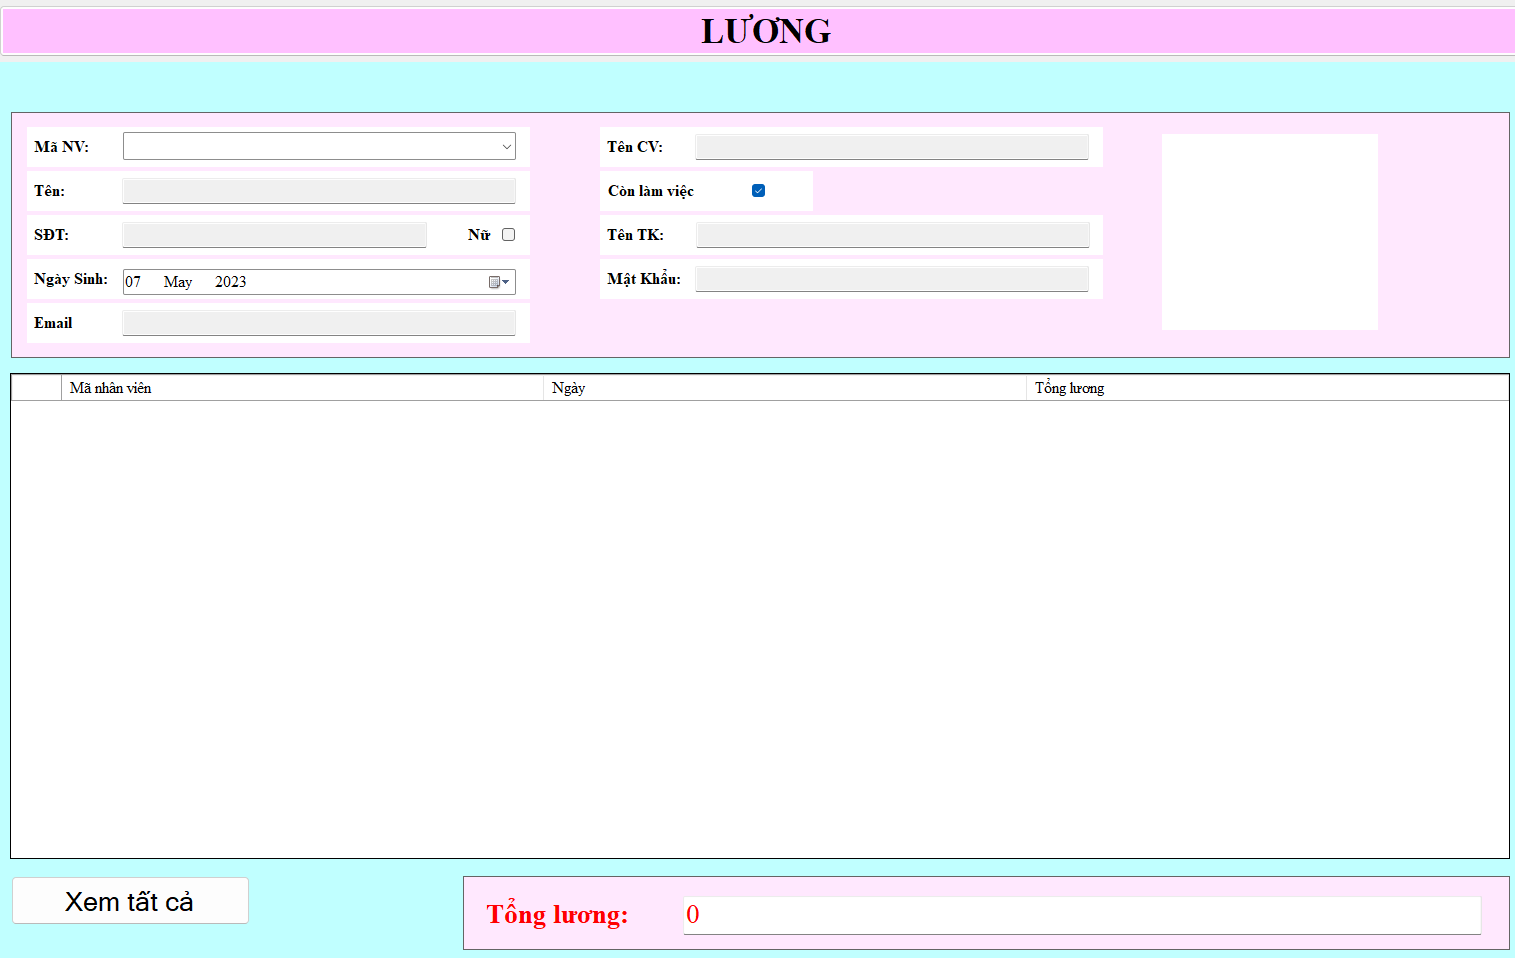 LƯƠNG
Mã NV:
Tên:
SĐT:
Nữ
Ngày Sinh:
07 May 2023
Email
Tên CV:
Còn làm việc
Tên TK:
Mật Khẩu:
Mã nhân viên
Ngày
Tổng lương
Xem tất cả
Tổng lương:
0